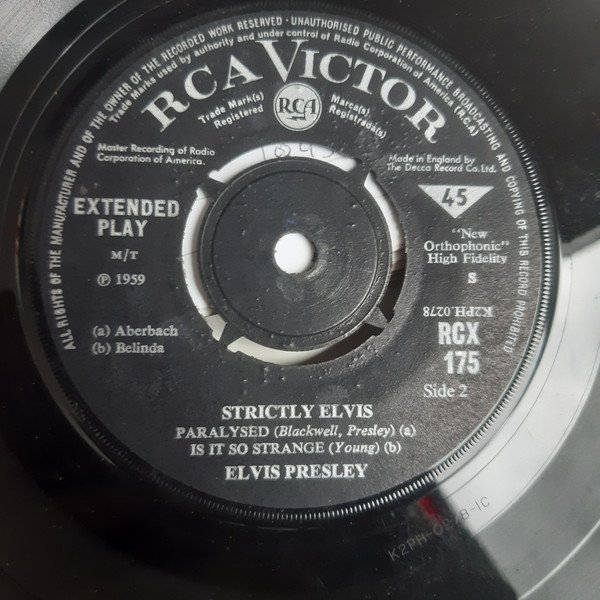 ALL RIGHTS OF THE MANUFACTURER AND OF THE OWNER OF THE RECORDED WORK RESERVED · UNAUTHORISED PUBLIC PERFORMANCE BROADCASTING AND COPYING OF THIS RECORD PROHIBITED
Trade Marks used by authority and under control of Radio Corporation of America (R.C.A.)
RCA VICTOR
Trade Mark(s)
Registered
RCA
Marca(s)
Registrada(s)
Master Recording of Radio
Corporation of America.
1043
Made in England by
The Decca Record Co. Ltd.
EXTENDED
PLAY
M/T
℗ 1959
45
"New
Orthophonic"
High Fidelity
S
K2PH.0278
(a) Aberbach
(b) Belinda
RCX
175
Side 2
STRICTLY ELVIS
PARALYSED (Blackwell, Presley) (a)
IS IT SO STRANGE (Young) (b)
ELVIS PRESLEY
K2PH-0278-1C